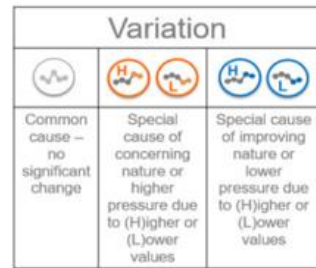 Variation
H
L
H
L
Common
cause –
no
significant
change
Special
cause of
concerning
nature or
higher
pressure due
to (H)igher or
(L)ower
values
Special cause
of improving
nature or
lower
pressure due
to (H)igher or
(L)ower
values